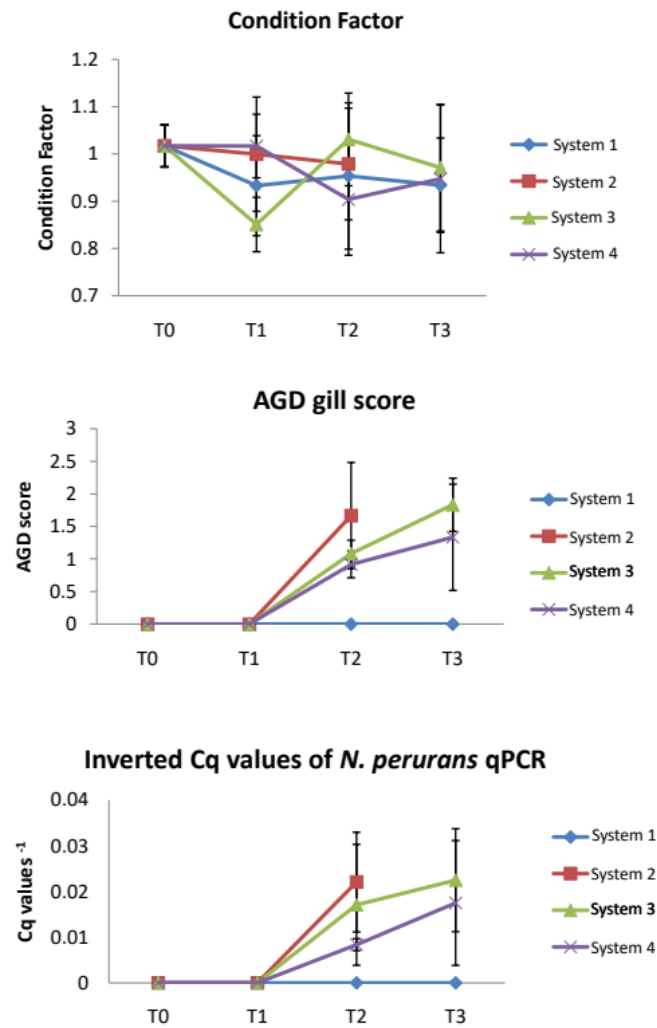 Condition Factor
1.2
1.1
1
0.9
0.8
0.7
Condition Factor
T0 T1 T2 T3
System 1
System 2
System 3
System 4
AGD gill score
3
2.5
2
1.5
1
0.5
0
AGD score
T0 T1 T2 T3
System 1
System 2
System 3
System 4
Inverted Cq values of N. perurans qPCR
0.04
0.03
0.02
0.01
0
Cq values -1
T0 T1 T2 T3
System 1
System 2
System 3
System 4